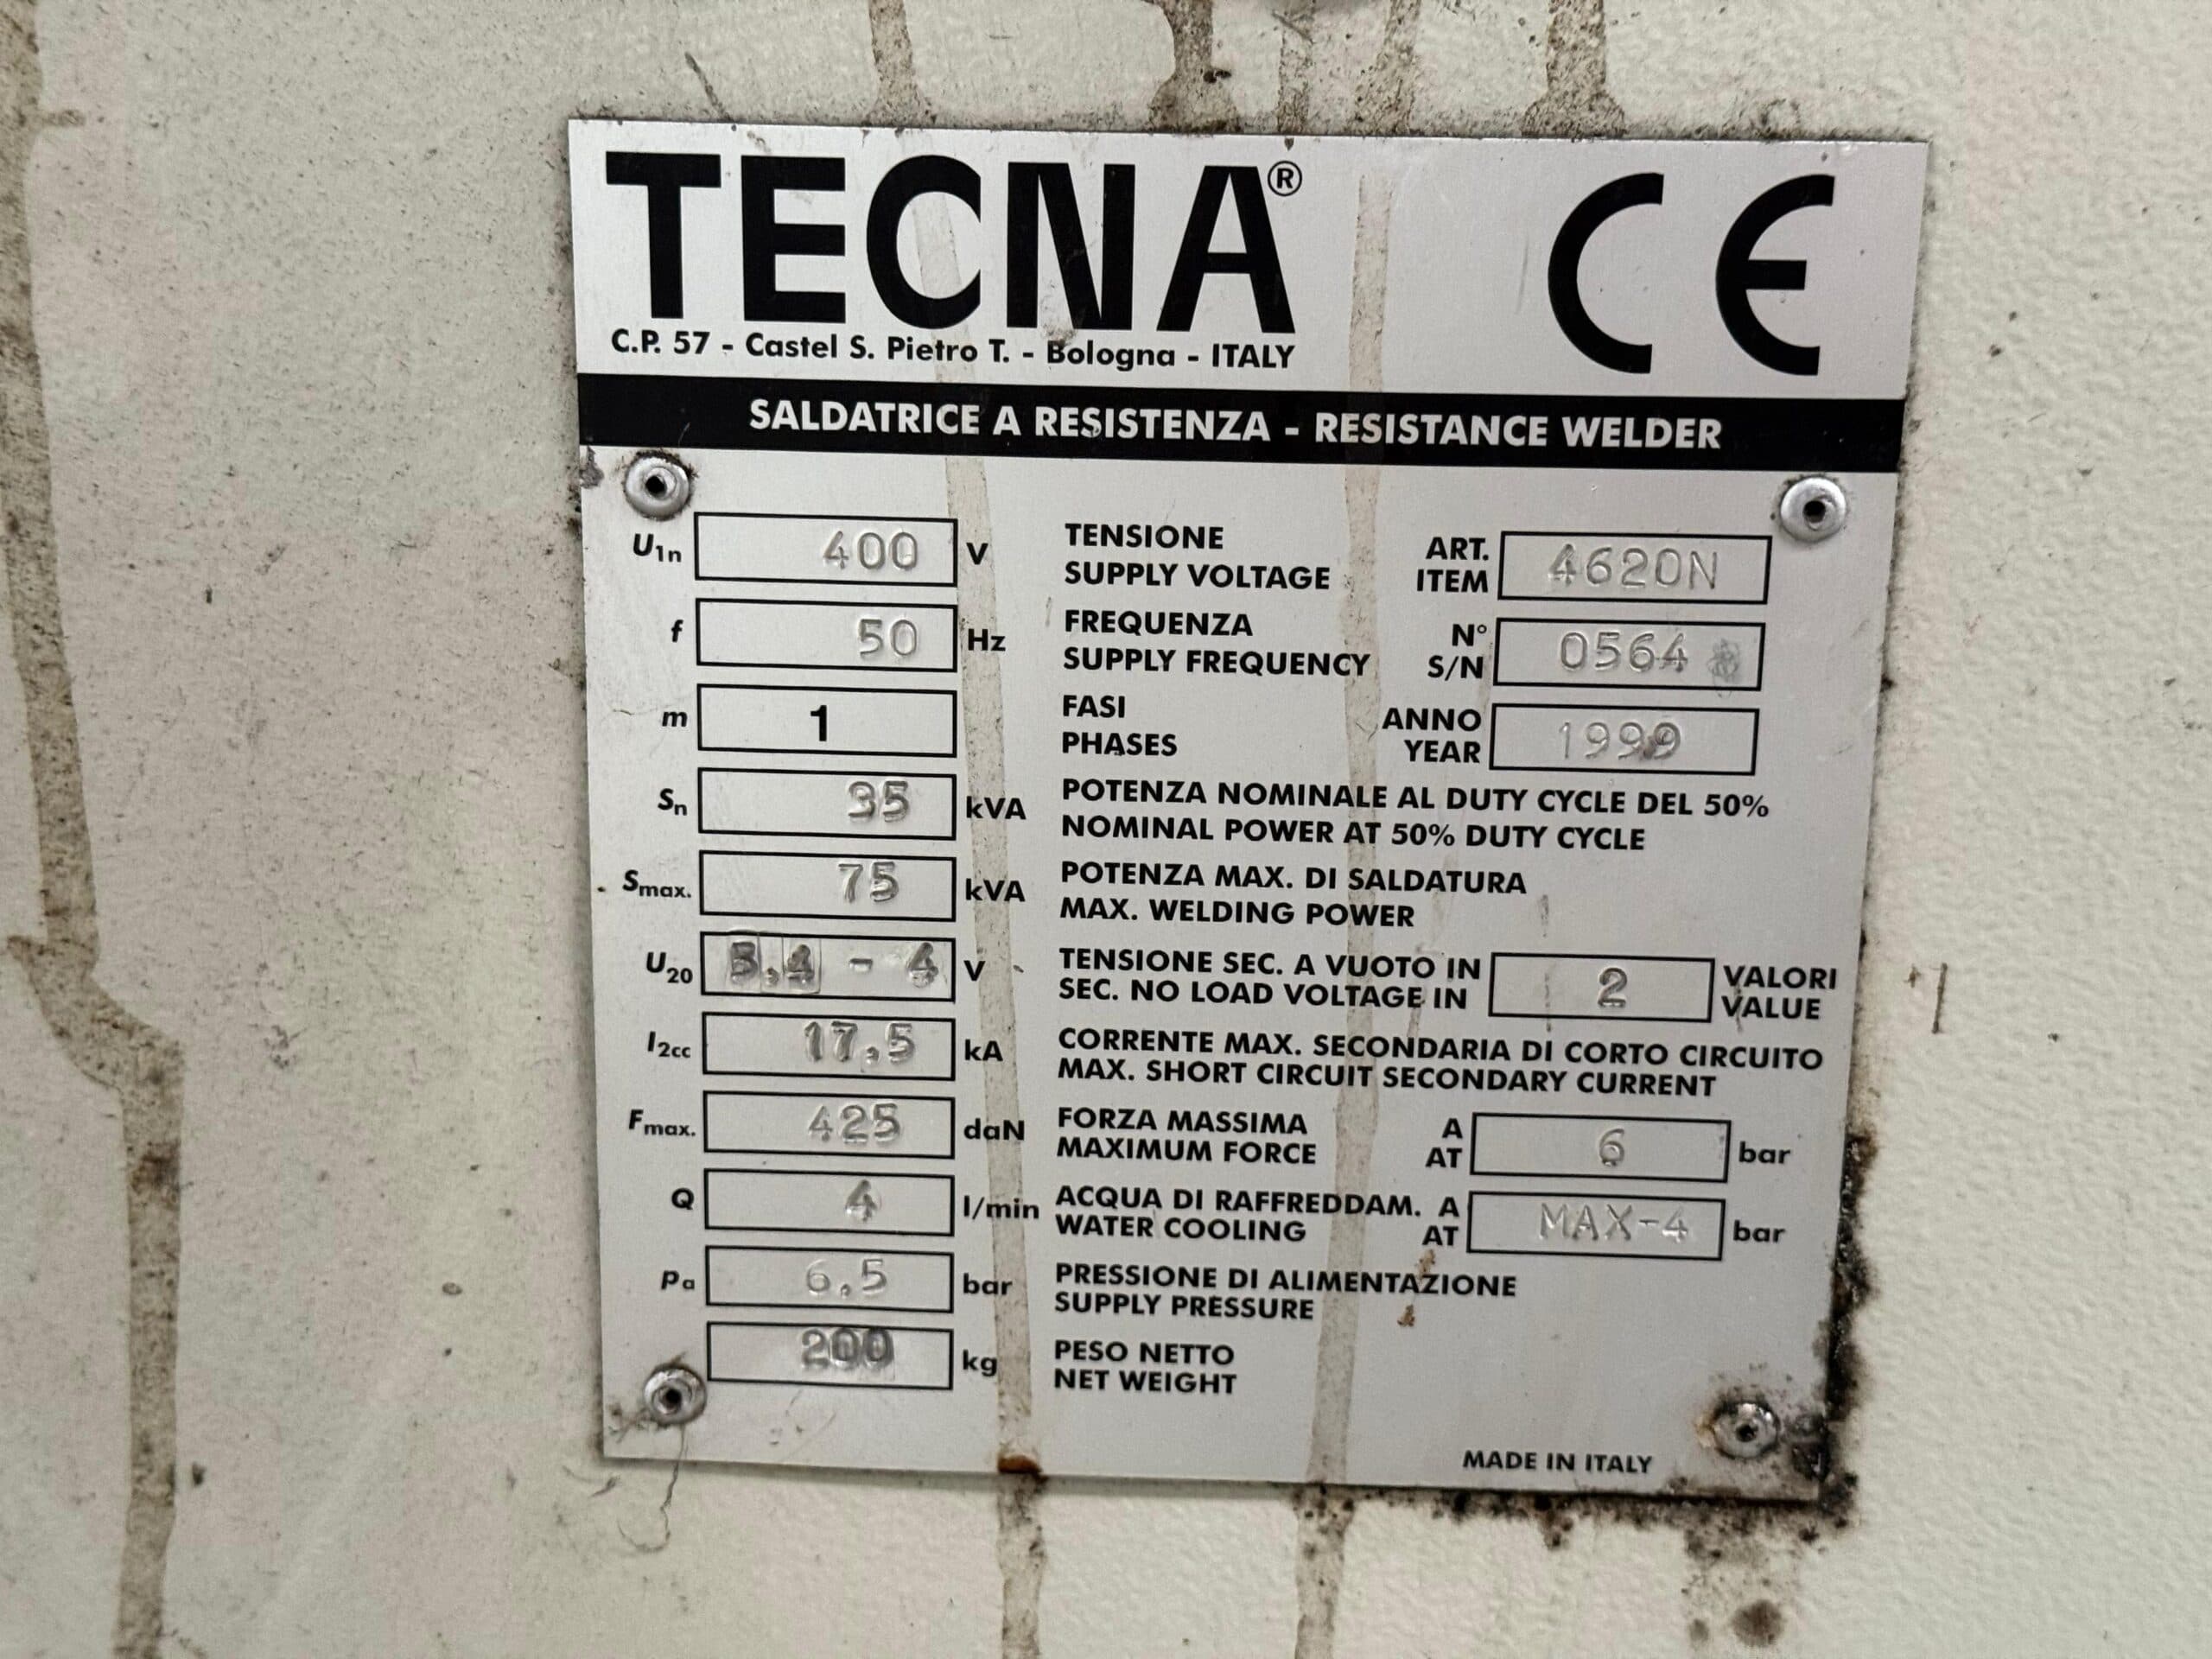 TECNA®
CE
C.P. 57 - Castel S. Pietro T. - Bologna - ITALY
SALDATRICE A RESISTENZA - RESISTANCE WELDER
U1n 400 V TENSIONE SUPPLY VOLTAGE ART. ITEM 4620N
f 50 Hz FREQUENZA SUPPLY FREQUENCY N° S/N 0564
m 1 FASI PHASES ANNO YEAR 1999
Sn 35 kVA POTENZA NOMINALE AL DUTY CYCLE DEL 50%
NOMINAL POWER AT 50% DUTY CYCLE
Smax. 75 kVA POTENZA MAX. DI SALDATURA
MAX. WELDING POWER
U20 - 4 V TENSIONE SEC. A VUOTO IN
SEC. NO LOAD VOLTAGE IN 2 VALORI VALUE
I2cc 17,5 kA CORRENTE MAX. SECONDARIA DI CORTO CIRCUITO
MAX. SHORT CIRCUIT SECONDARY CURRENT
Fmax. 425 daN FORZA MASSIMA
MAXIMUM FORCE A AT 6 bar
Q 4 l/min ACQUA DI RAFFREDDAM.
WATER COOLING A AT MAX-4 bar
Pa 6,5 bar PRESSIONE DI ALIMENTAZIONE
SUPPLY PRESSURE
200 kg PESO NETTO
NET WEIGHT
MADE IN ITALY